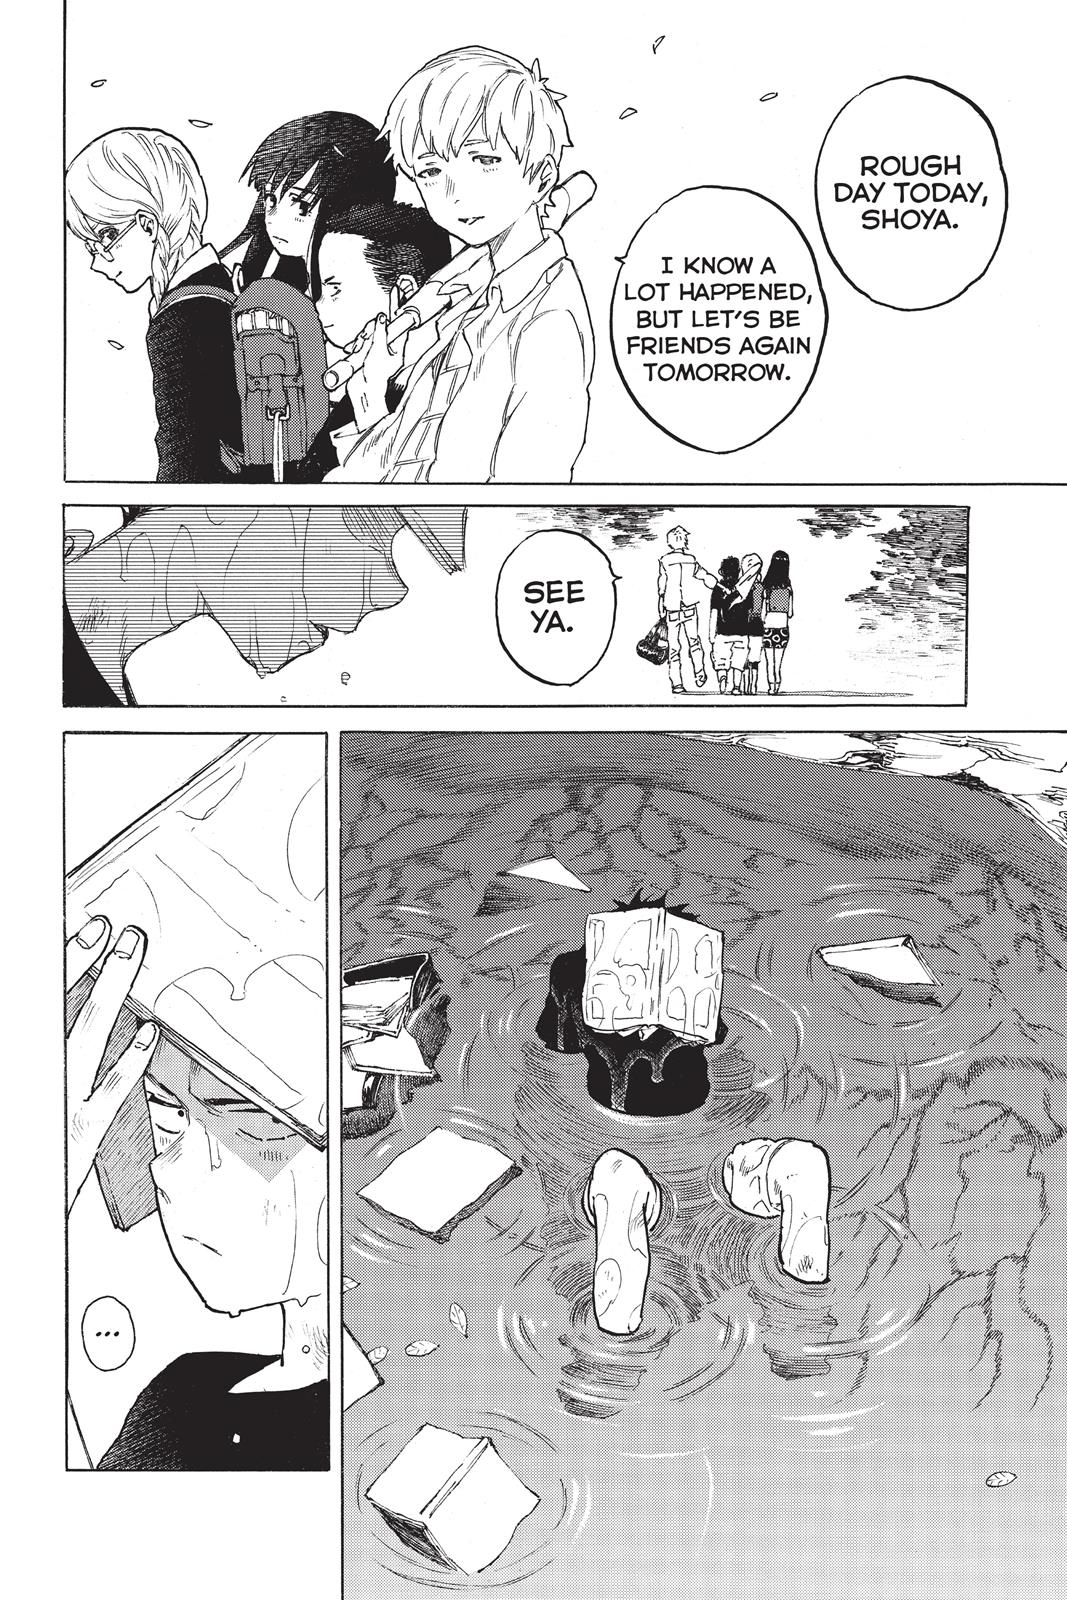 ROUGH
DAY TODAY,
SHOYA.
I KNOW A
LOT HAPPENED,
BUT LET'S BE
FRIENDS AGAIN
TOMORROW.
SEE
YA.
...